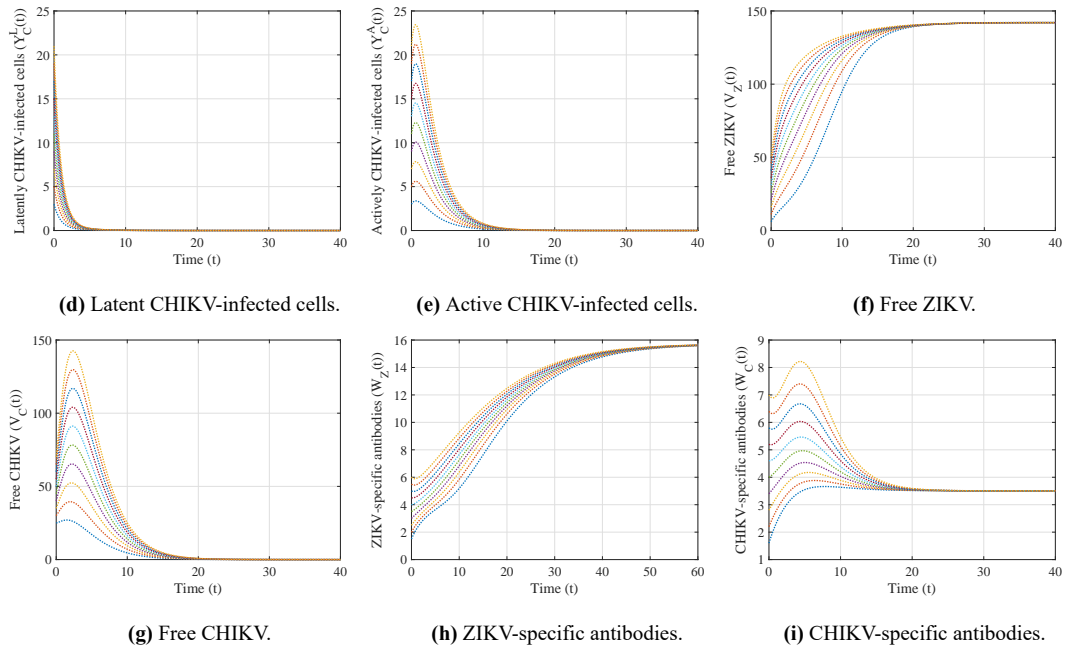 Latently CHIKV-infected cells (Y_C^L(t))
25
20
15
10
5
0
0 10 20 30 40
Time (t)
(d) Latent CHIKV-infected cells.
Actively CHIKV-infected cells (Y_C^A(t))
25
20
15
10
5
0
0 10 20 30 40
Time (t)
(e) Active CHIKV-infected cells.
Free ZIKV (V_Z(t))
150
100
50
0
0 10 20 30 40
Time (t)
(f) Free ZIKV.
Free CHIKV (V_C(t))
150
100
50
0
0 10 20 30 40
Time (t)
(g) Free CHIKV.
ZIKV-specific antibodies (W_Z(t))
16
14
12
10
8
6
4
2
0
0 10 20 30 40 50 60
Time (t)
(h) ZIKV-specific antibodies.
CHIKV-specific antibodies (W_C(t))
9
8
7
6
5
4
3
2
1
0 10 20 30 40
Time (t)
(i) CHIKV-specific antibodies.